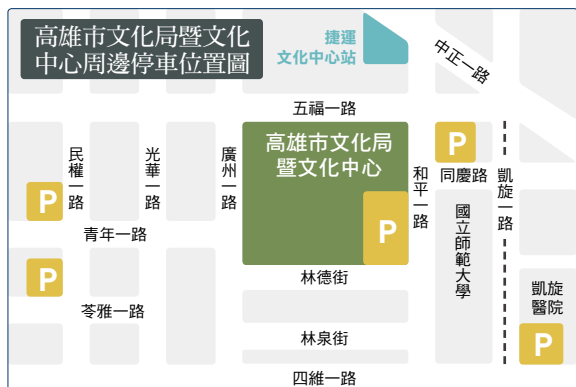 高雄市文化局暨文化
中心周邊停車位置圖
捷運
文化中心站
中正一路
五福一路
高雄市文化局
暨文化中心
民權一路
光華一路
廣州一路
和平一路
P
同慶路
凱旋一路
P
P
青年一路
國立師範大學
P
林德街
苓雅一路
凱旋
醫院
林泉街
P
四維一路